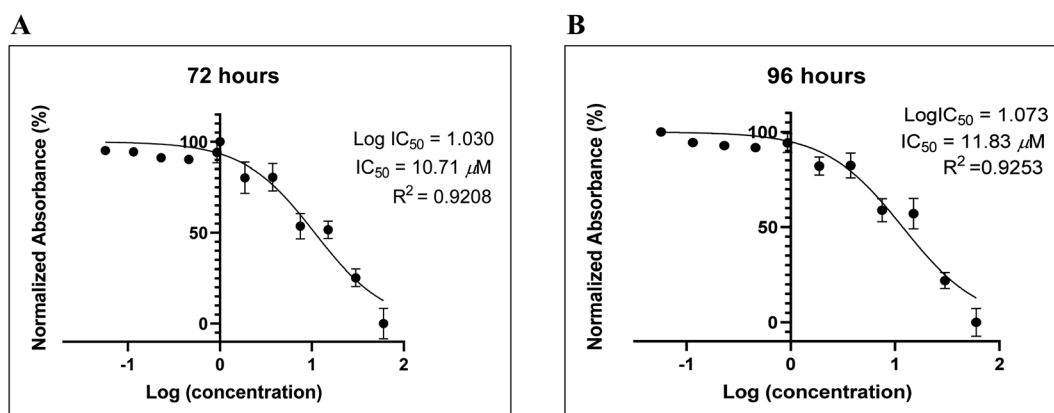 A
72 hours
Normalized Absorbance (%)
100
50
0
-1
0
1
2
Log (concentration)
Log IC₅₀ = 1.030
IC₅₀ = 10.71 µM
R² = 0.9208
B
96 hours
Normalized Absorbance (%)
100
50
0
-1
0
1
2
Log (concentration)
LogIC₅₀ = 1.073
IC₅₀ = 11.83 µM
R² =0.9253